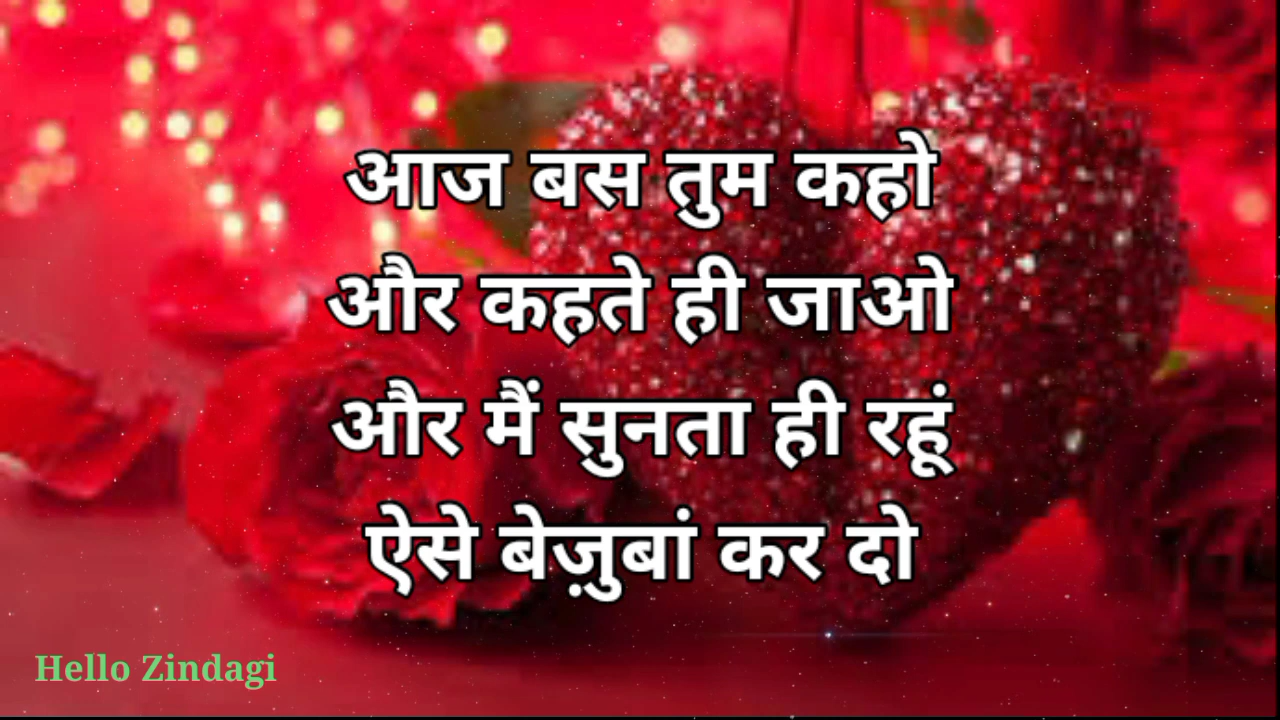 आज बस तुम कहो
और कहते ही जाओ
और मैं सुनता ही रहूं
ऐसे बेज़ुबां कर दो
Hello Zindagi